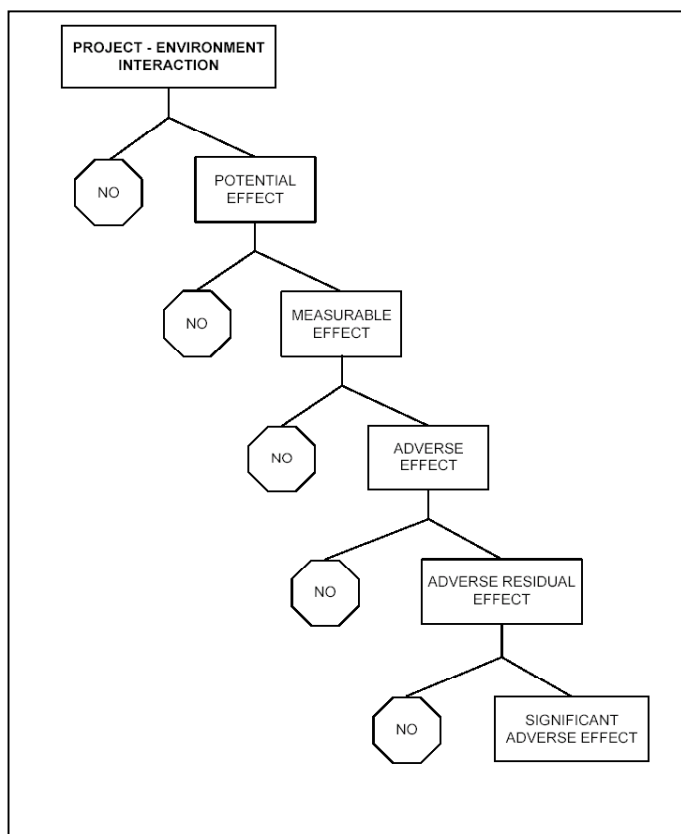 PROJECT - ENVIRONMENT
INTERACTION
NO
POTENTIAL
EFFECT
NO
MEASURABLE
EFFECT
NO
ADVERSE
EFFECT
NO
ADVERSE RESIDUAL
EFFECT
NO
SIGNIFICANT
ADVERSE EFFECT